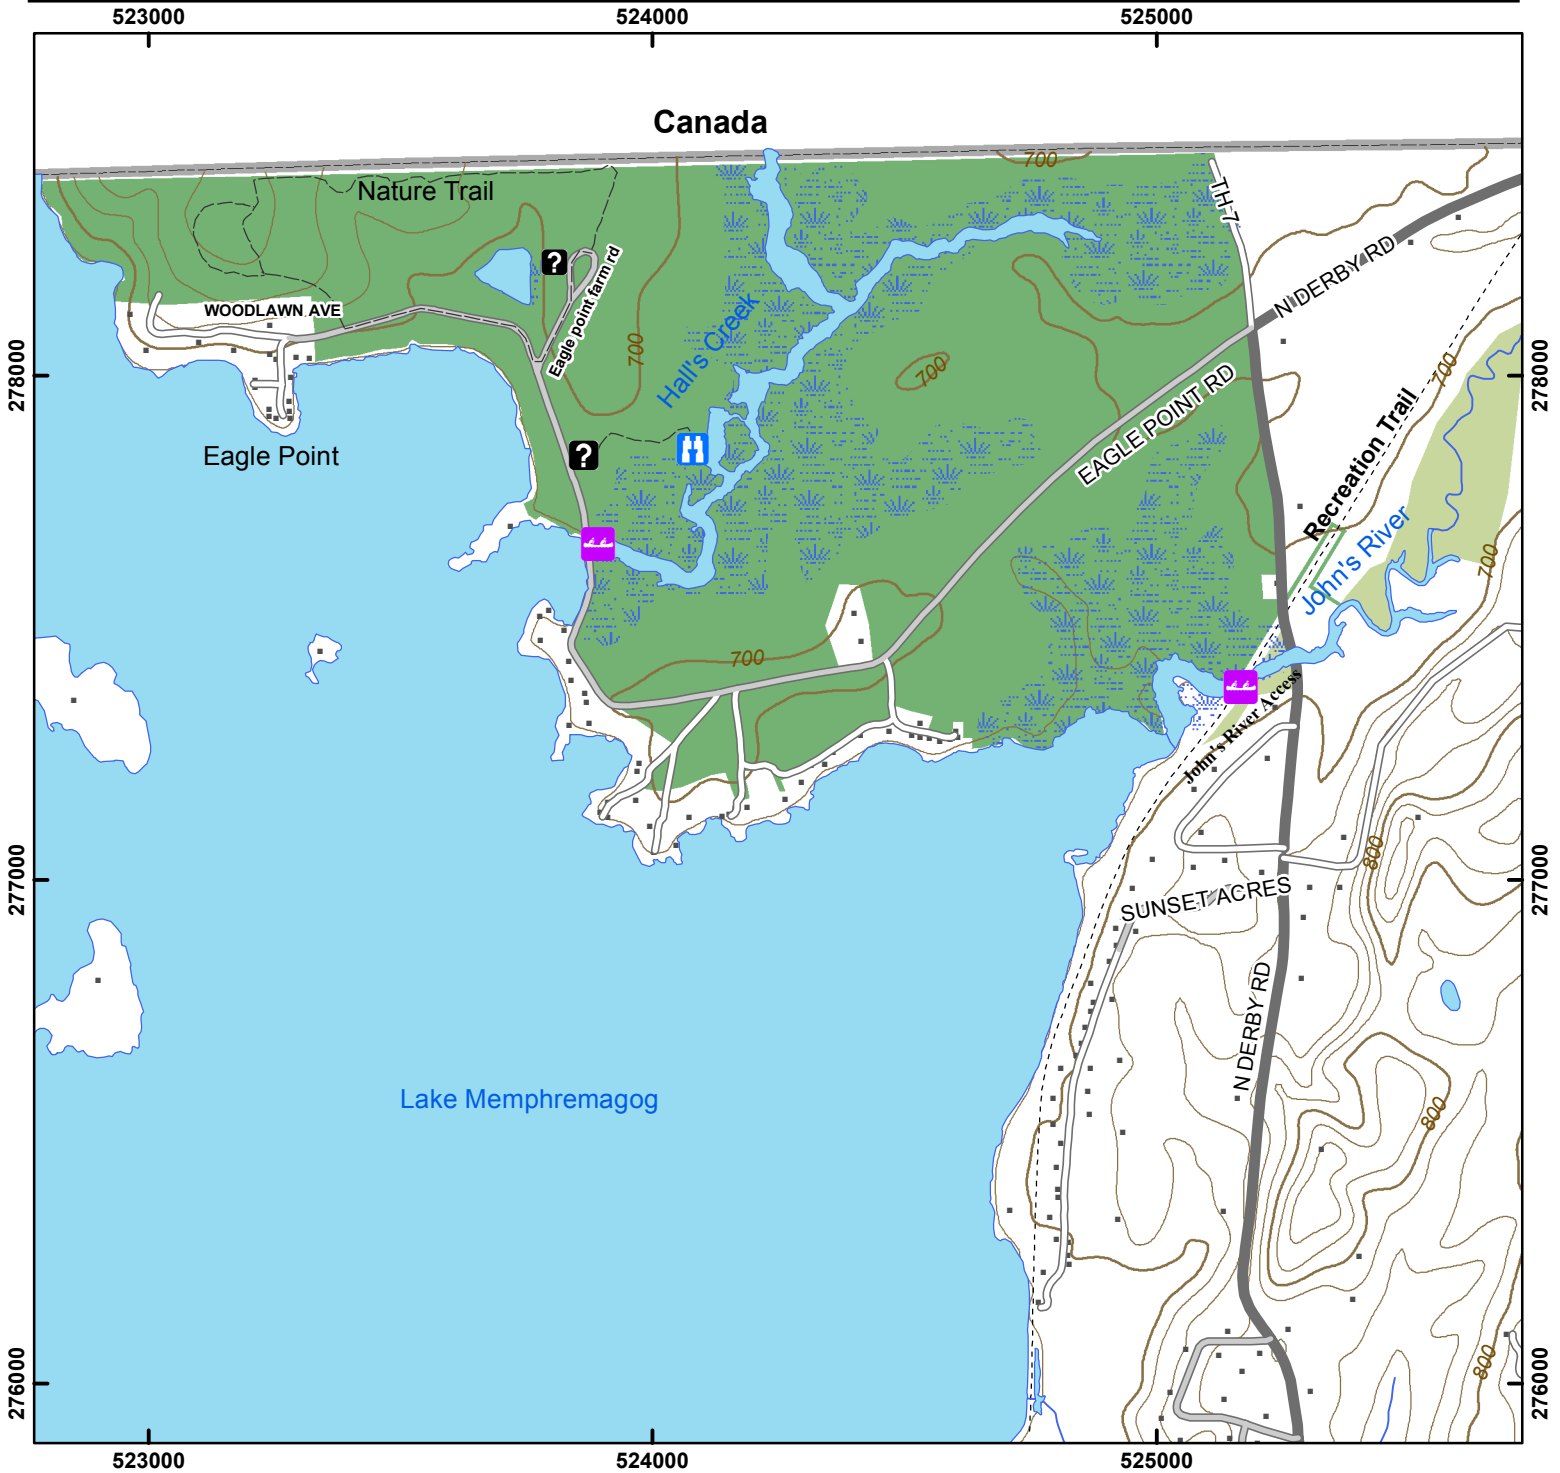 523000
524000
525000
Canada
700
Nature Trail
TH 7
N DERBY RD
?
Eagle point farm rd
WOODLAWN AVE
Hall's Creek
700
700
700
278000
278000
EAGLE POINT RD
Recreation Trail
Eagle Point
?
John's River
700
700
John's River Access
800
277000
277000
SUNSET ACRES
N DERBY RD
Lake Memphremagog
800
800
276000
276000
523000
524000
525000